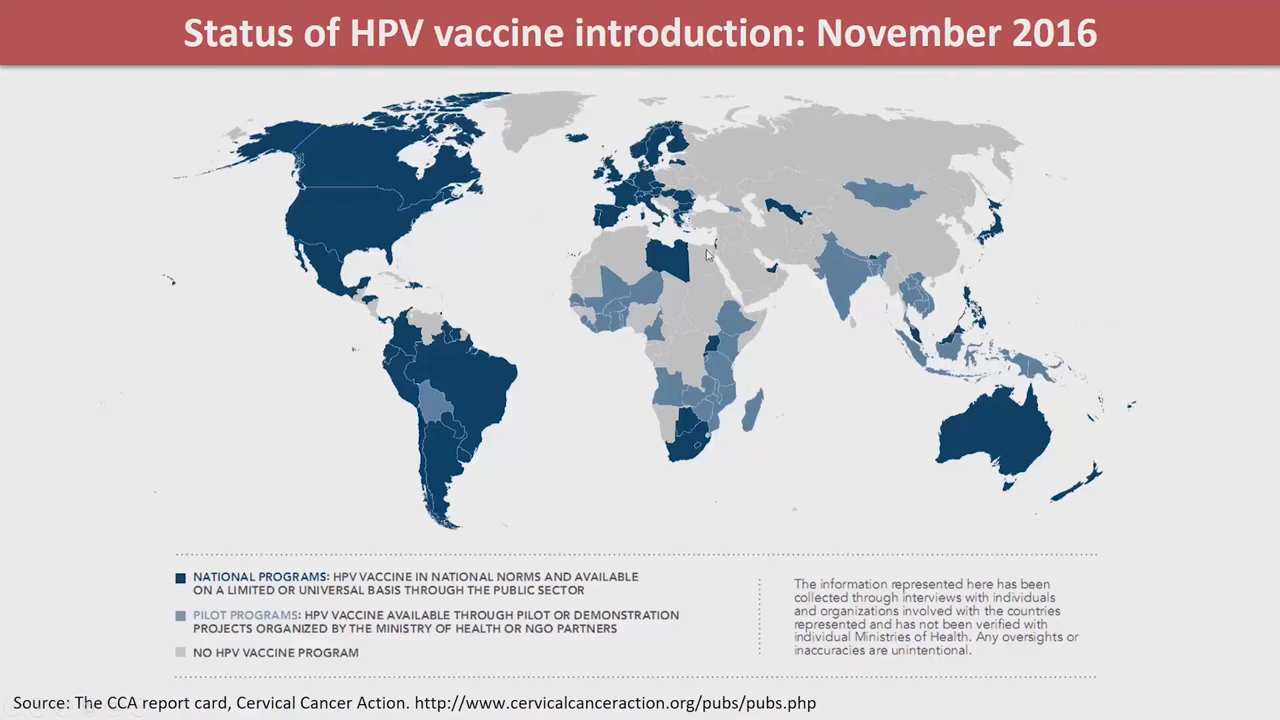 Status of HPV vaccine introduction: November 2016
NATIONAL PROGRAMS: HPV VACCINE IN NATIONAL NORMS AND AVAILABLE
ON A LIMITED OR UNIVERSAL BASIS THROUGH THE PUBLIC SECTOR
PILOT PROGRAMS: HPV VACCINE AVAILABLE THROUGH PILOT OR DEMONSTRATION
PROJECTS ORGANIZED BY THE MINISTRY OF HEALTH OR NGO PARTNERS
NO HPV VACCINE PROGRAM
The information represented here has been
collected through interviews with individuals
and organizations involved with the countries
represented and has not been verified with
individual Ministries of Health. Any oversights or
inaccuracies are unintentional.
Source: The CCA report card, Cervical Cancer Action. http://www.cervicalcanceraction.org/pubs/pubs.php